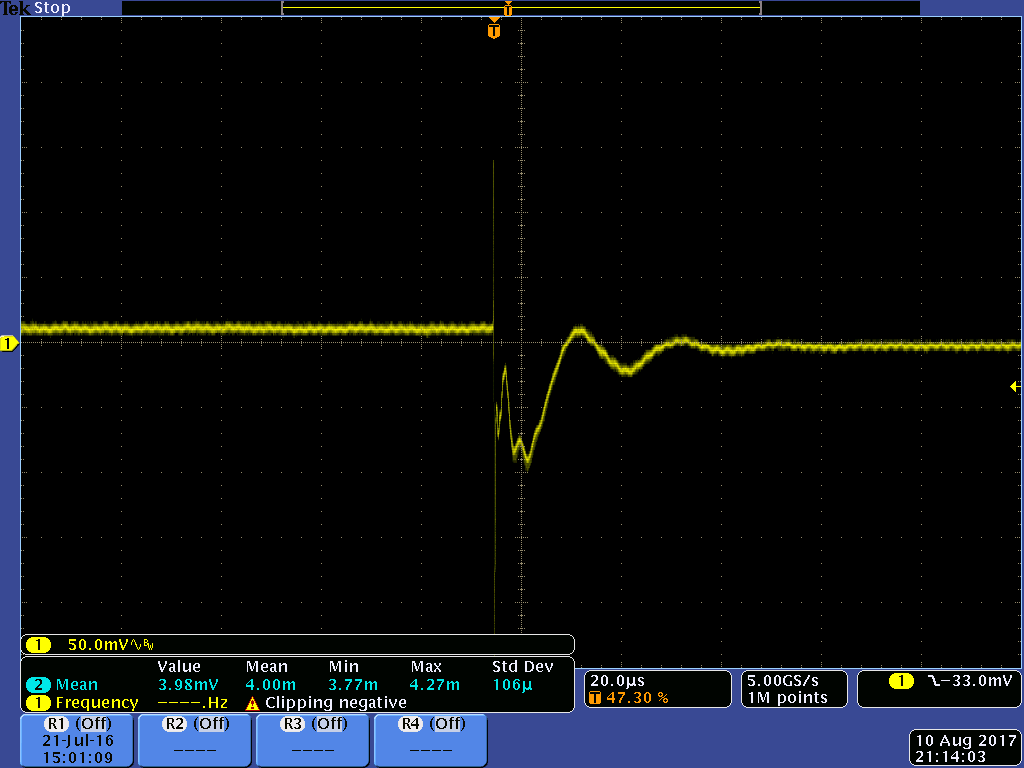 Tek Stop
T
T
1
1 50.0mV∿BW
Value Mean Min Max Std Dev
2 Mean 3.98mV 4.00m 3.77m 4.27m 106µ
1 Frequency ----.Hz ! Clipping negative
20.0µs
T 47.30 %
5.00GS/s
1M points
1 -33.0mV
R1 (Off)
21-Jul-16
15:01:09
R2 (Off)
----
R3 (Off)
----
R4 (Off)
----
10 Aug 2017
21:14:03